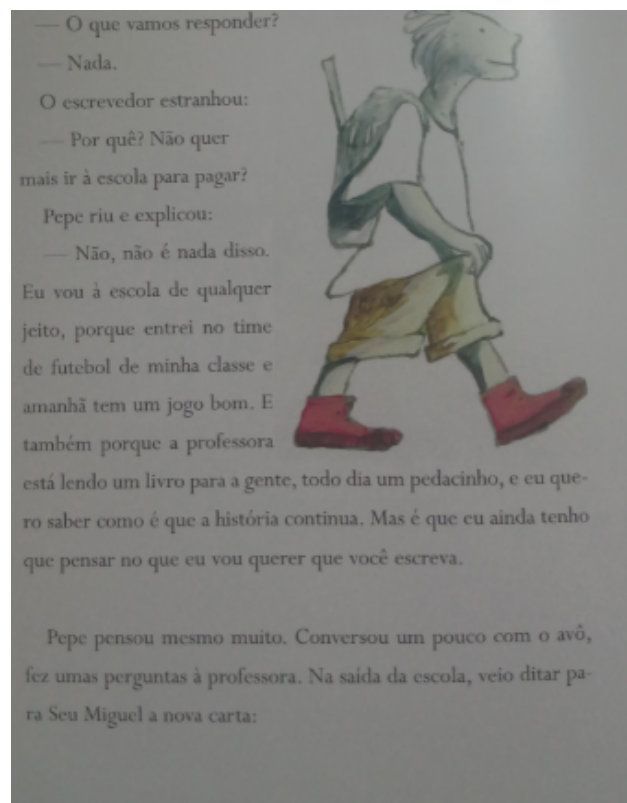 — O que vamos responder?
— Nada.
O escrevedor estranhou:
— Por quê? Não quer
mais ir à escola para pagar?
Pepe riu e explicou:
— Não, não é nada disso.
Eu vou à escola de qualquer
jeito, porque entrei no time
de futebol de minha classe e
amanhã tem um jogo bom. E
também porque a professora
está lendo um livro para a gente, todo dia um pedacinho, e eu que-
ro saber como é que a história continua. Mas é que eu ainda tenho
que pensar no que eu vou querer que você escreva.
Pepe pensou mesmo muito. Conversou um pouco com o avô,
fez umas perguntas à professora. Na saída da escola, veio ditar pa-
ra Seu Miguel a nova carta: